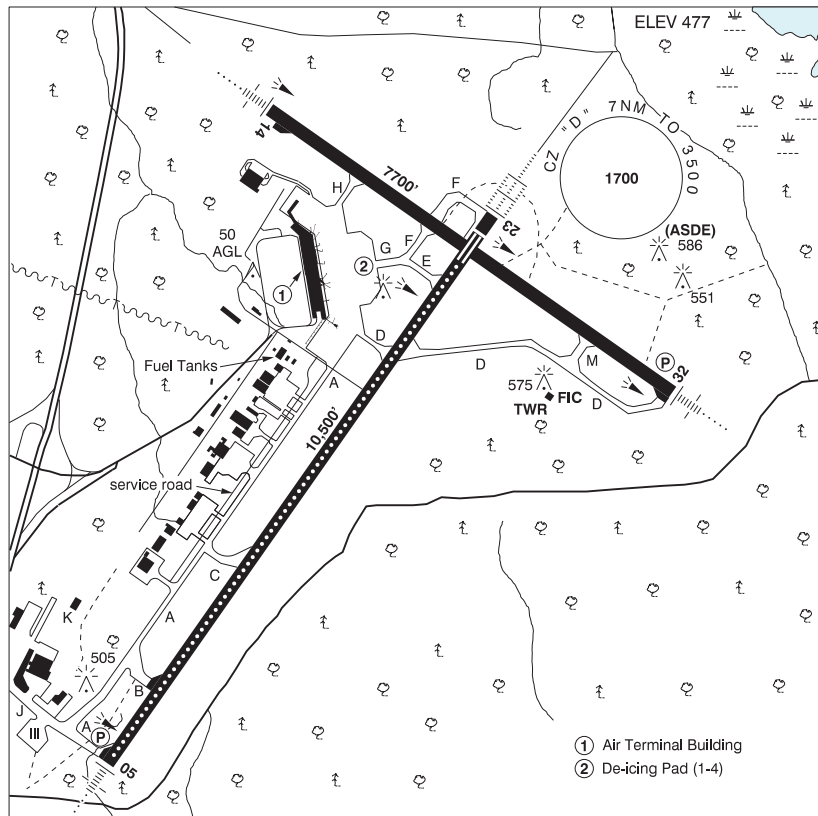 ELEV 477
14
CZ "D" 7NM TO 3500
1700
7700'
H
F
23
50
AGL
G
F
E
(ASDE)
586
551
2
1
D
Fuel Tanks
A
D
M
P
32
575
TWR
FIC
D
10,500'
service road
T
T
T
C
A
K
505
B
J
A
III
P
05
1 Air Terminal Building
2 De-icing Pad (1-4)